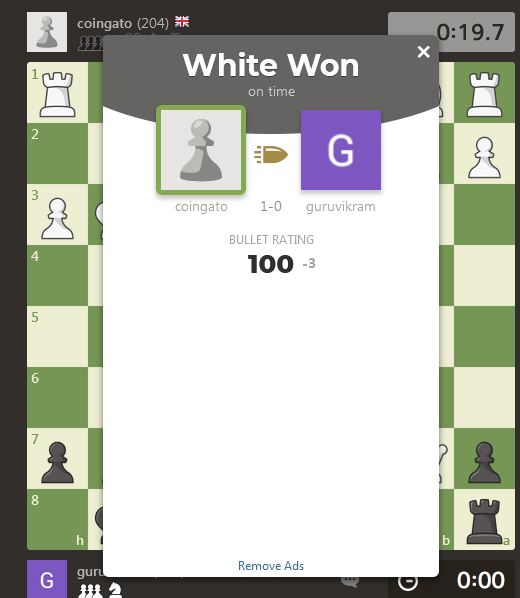 coingato (204)
0:19.7
White Won
on time
G
coingato
1-0
guruvikram
BULLET RATING
100 -3
1
2
3
4
5
6
7
8
h
b
a
Remove Ads
G
guru
0:00